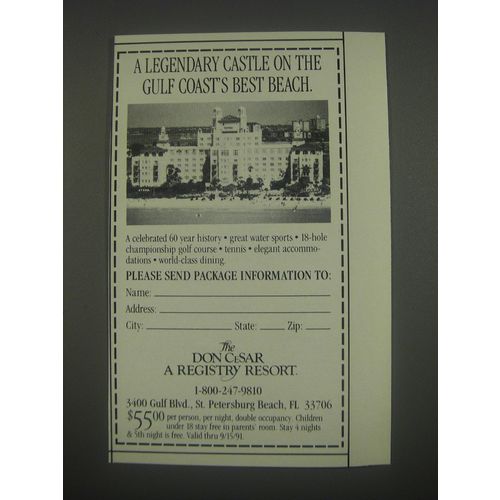 A LEGENDARY CASTLE ON THE
GULF COAST'S BEST BEACH.
A celebrated 60 year history • great water sports • 18-hole
championship golf course • tennis • elegant accommo-
dations • world-class dining.
PLEASE SEND PACKAGE INFORMATION TO:
Name:
Address:
City: State: Zip:
The
DON CESAR
A REGISTRY RESORT.
1-800-247-9810
3400 Gulf Blvd., St. Petersburg Beach, FL 33706
$55.00 per person, per night, double occupancy. Children
under 18 stay free in parents' room. Stay 4 nights
& 5th night is free. Valid thru 9/15/91.